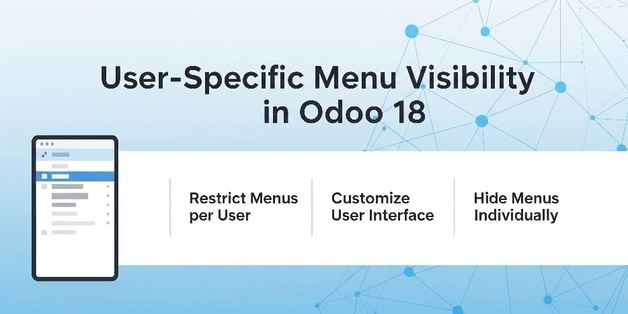 User-Specific Menu Visibility
in Odoo 18
Restrict Menus
per User
Customize
User Interface
Hide Menus
Individually